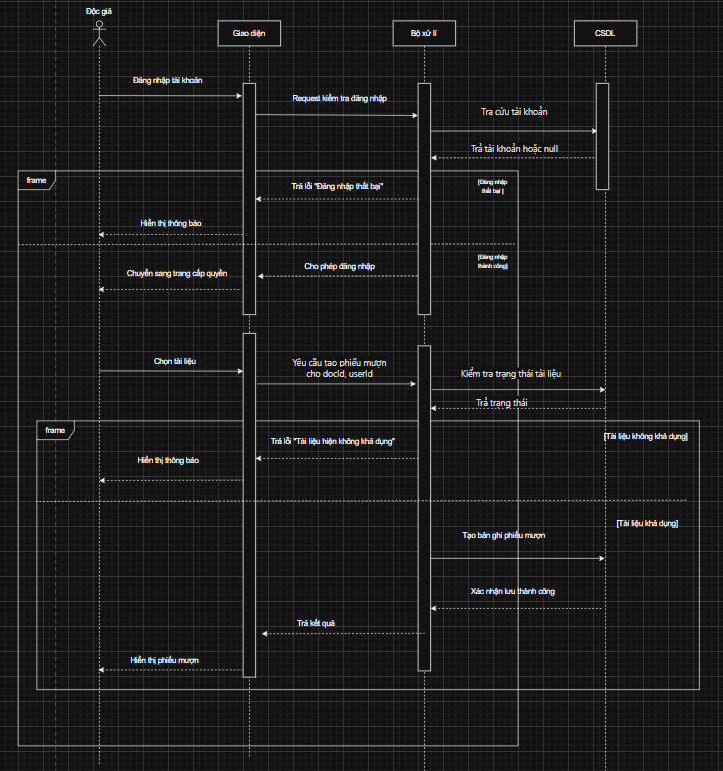 Độc giả
Giao diện
Bộ xử lí
CSDL
Đăng nhập tài khoản
Request kiểm tra đăng nhập
Tra cứu tài khoản
Trả tài khoản hoặc null
frame
[Đăng nhập
thất bại ]
Trả lỗi "Đăng nhập thất bại"
Hiển thị thông báo
[Đăng nhập
thành công]
Cho phép đăng nhập
Chuyển sang trang cấp quyền
Chọn tài liệu
Yêu cầu tao phiếu mượn
cho docId, userId
Kiểm tra trạng thái tài liệu
Trả trạng thái
frame
[Tài liệu không khả dụng]
Trả lỗi "Tài liệu hiện không khả dụng"
Hiển thị thông báo
[Tài liệu khả dụng]
Tạo bản ghi phiếu mượn
Xác nhận lưu thành công
Trả kết quả
Hiển thị phiếu mượn